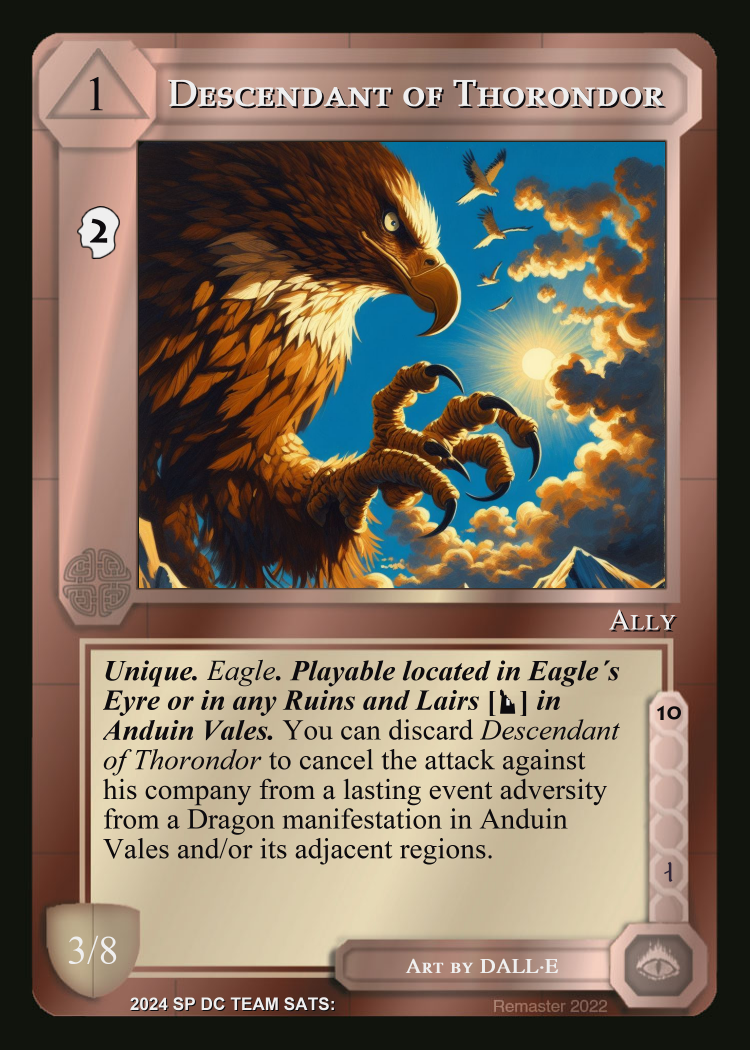 1
DESCENDANT OF THORONDOR
2
ALLY
Unique. Eagle. Playable located in Eagle´s
Eyre or in any Ruins and Lairs [ ] in
Anduin Vales. You can discard Descendant
of Thorondor to cancel the attack against
his company from a lasting event adversity
from a Dragon manifestation in Anduin
Vales and/or its adjacent regions.
10
3/8
ART BY DALL·E
2024 SP DC TEAM SATS:
Remaster 2022